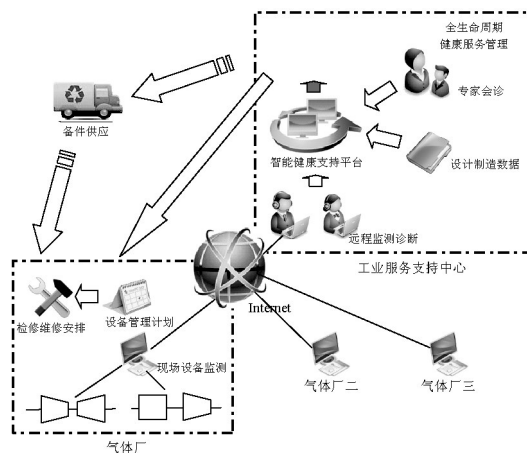 全生命周期
健康服务管理
专家会诊
备件供应
智能健康支持平台
设计制造数据
远程监测诊断
工业服务支持中心
Internet
检修维修安排
设备管理计划
现场设备监测
气体厂二
气体厂三
气体厂